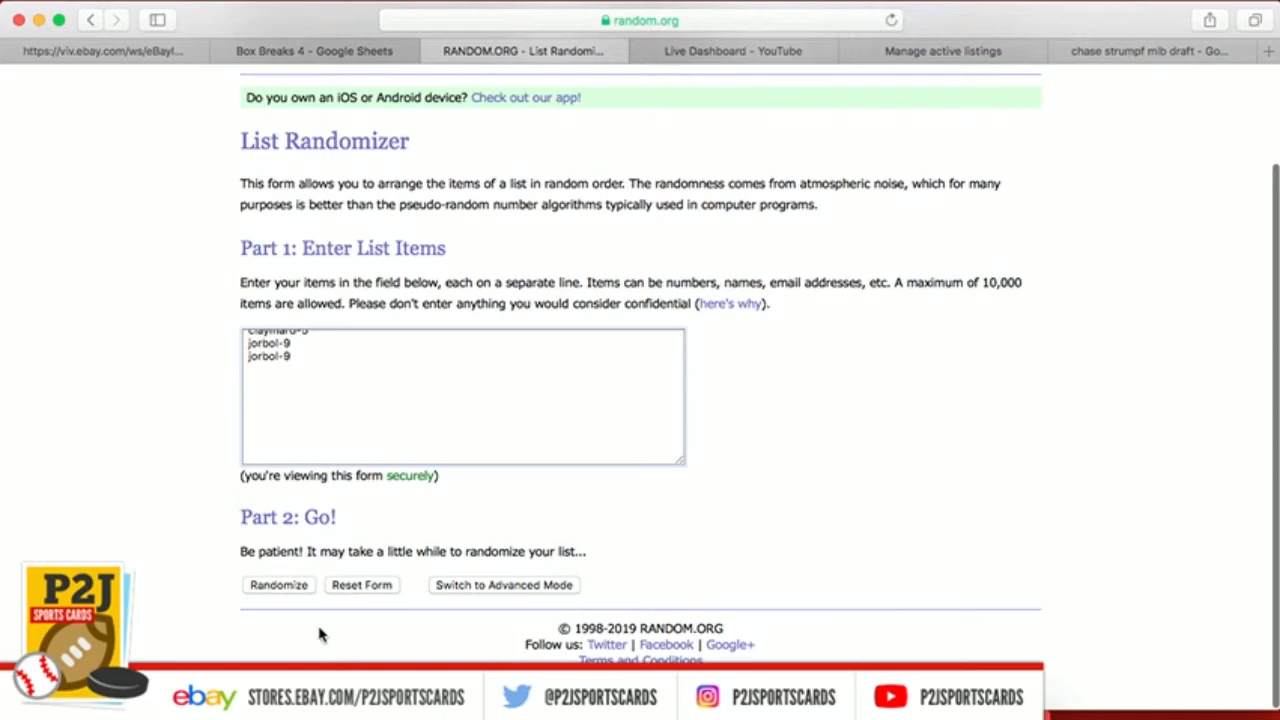 random.org
https://viv.ebay.com/ws/eBayI...
Box Breaks 4 - Google Sheets
RANDOM.ORG - List Randomi...
Live Dashboard - YouTube
Manage active listings
chase strumpf mlb draft - Go...
Do you own an iOS or Android device? Check out our app!
List Randomizer
This form allows you to arrange the items of a list in random order. The randomness comes from atmospheric noise, which for many
purposes is better than the pseudo-random number algorithms typically used in computer programs.
Part 1: Enter List Items
Enter your items in the field below, each on a separate line. Items can be numbers, names, email addresses, etc. A maximum of 10,000
items are allowed. Please don't enter anything you would consider confidential (here's why).
jorbol-9
jorbol-9
(you're viewing this form securely)
Part 2: Go!
Be patient! It may take a little while to randomize your list...
Randomize
Reset Form
Switch to Advanced Mode
© 1998-2019 RANDOM.ORG
Follow us: Twitter | Facebook | Google+
Terms and Conditions
P2J
SPORTS CARDS
ebay STORES.EBAY.COM/P2JSPORTSCARDS
@P2JSPORTSCARDS
P2JSPORTSCARDS
P2JSPORTSCARDS